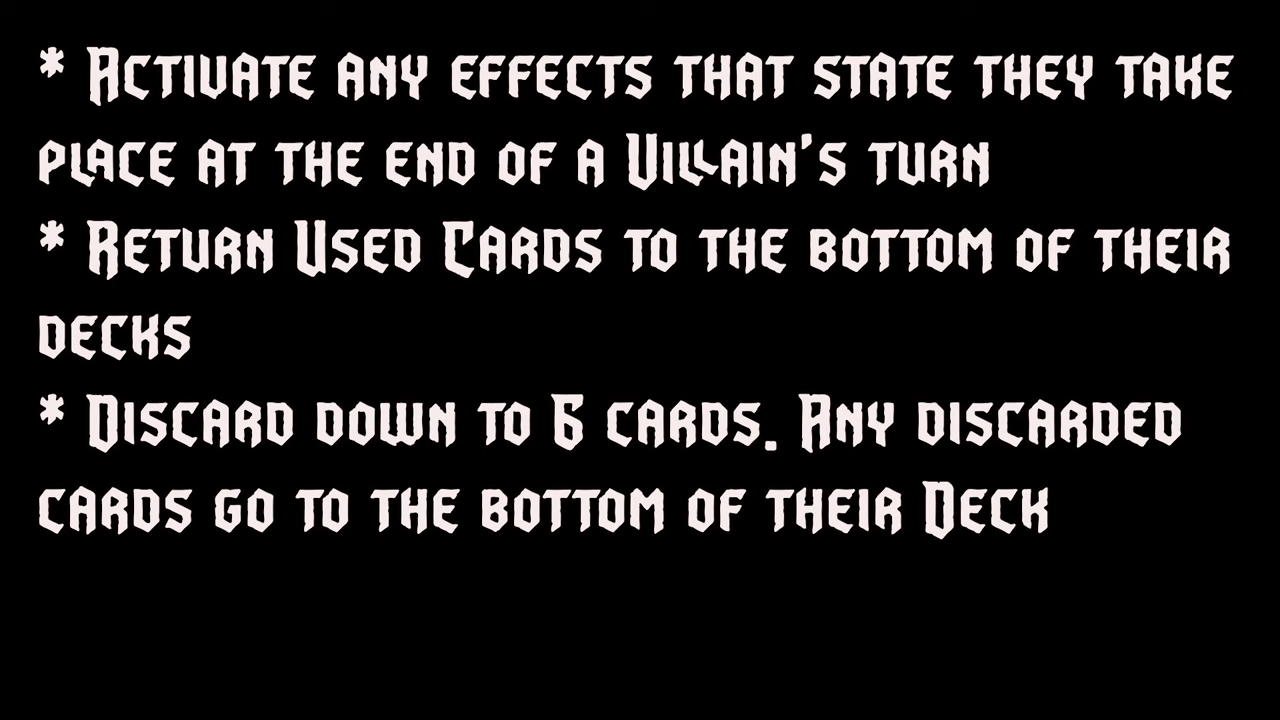 * Activate any effects that state they take
place at the end of a Villain's turn
* Return Used Cards to the bottom of their
decks
* Discard down to 6 cards. Any discarded
cards go to the bottom of their Deck